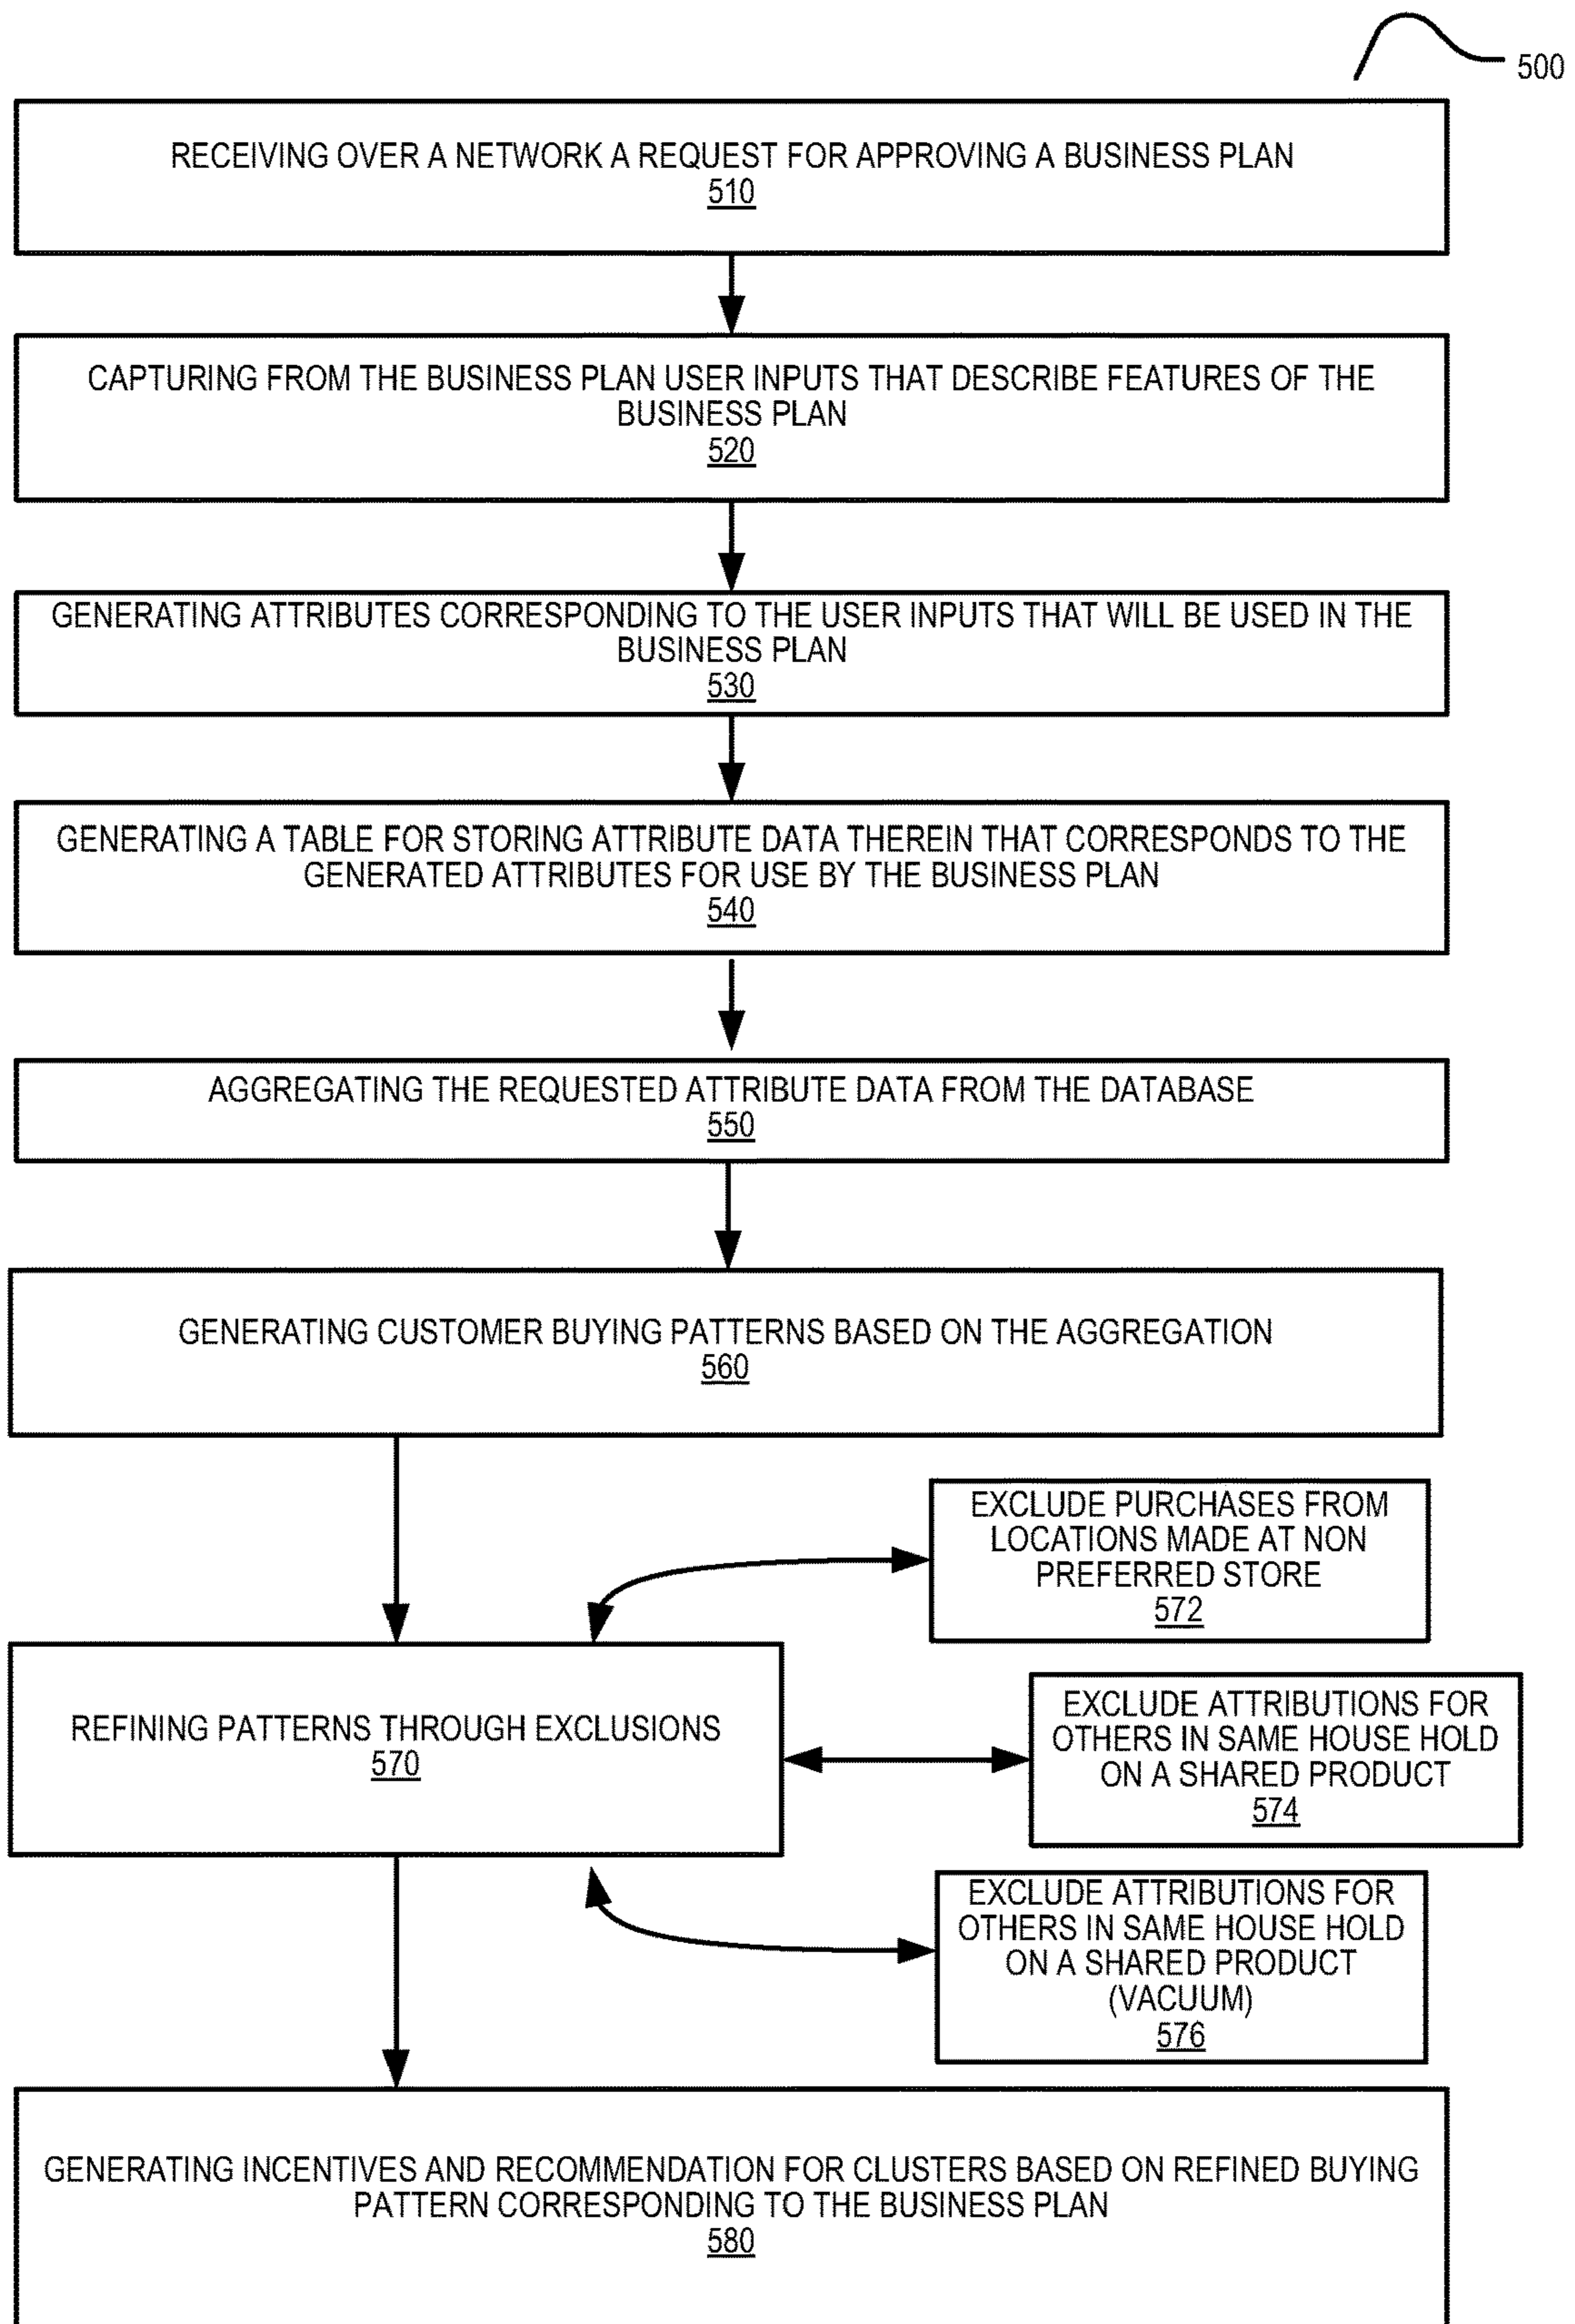 500
RECEIVING OVER A NETWORK A REQUEST FOR APPROVING A BUSINESS PLAN
510
CAPTURING FROM THE BUSINESS PLAN USER INPUTS THAT DESCRIBE FEATURES OF THE
BUSINESS PLAN
520
GENERATING ATTRIBUTES CORRESPONDING TO THE USER INPUTS THAT WILL BE USED IN THE
BUSINESS PLAN
530
GENERATING A TABLE FOR STORING ATTRIBUTE DATA THEREIN THAT CORRESPONDS TO THE
GENERATED ATTRIBUTES FOR USE BY THE BUSINESS PLAN
540
AGGREGATING THE REQUESTED ATTRIBUTE DATA FROM THE DATABASE
550
GENERATING CUSTOMER BUYING PATTERNS BASED ON THE AGGREGATION
560
EXCLUDE PURCHASES FROM
LOCATIONS MADE AT NON
PREFERRED STORE
572
REFINING PATTERNS THROUGH EXCLUSIONS
570
EXCLUDE ATTRIBUTIONS FOR
OTHERS IN SAME HOUSE HOLD
ON A SHARED PRODUCT
574
EXCLUDE ATTRIBUTIONS FOR
OTHERS IN SAME HOUSE HOLD
ON A SHARED PRODUCT
(VACUUM)
576
GENERATING INCENTIVES AND RECOMMENDATION FOR CLUSTERS BASED ON REFINED BUYING
PATTERN CORRESPONDING TO THE BUSINESS PLAN
580